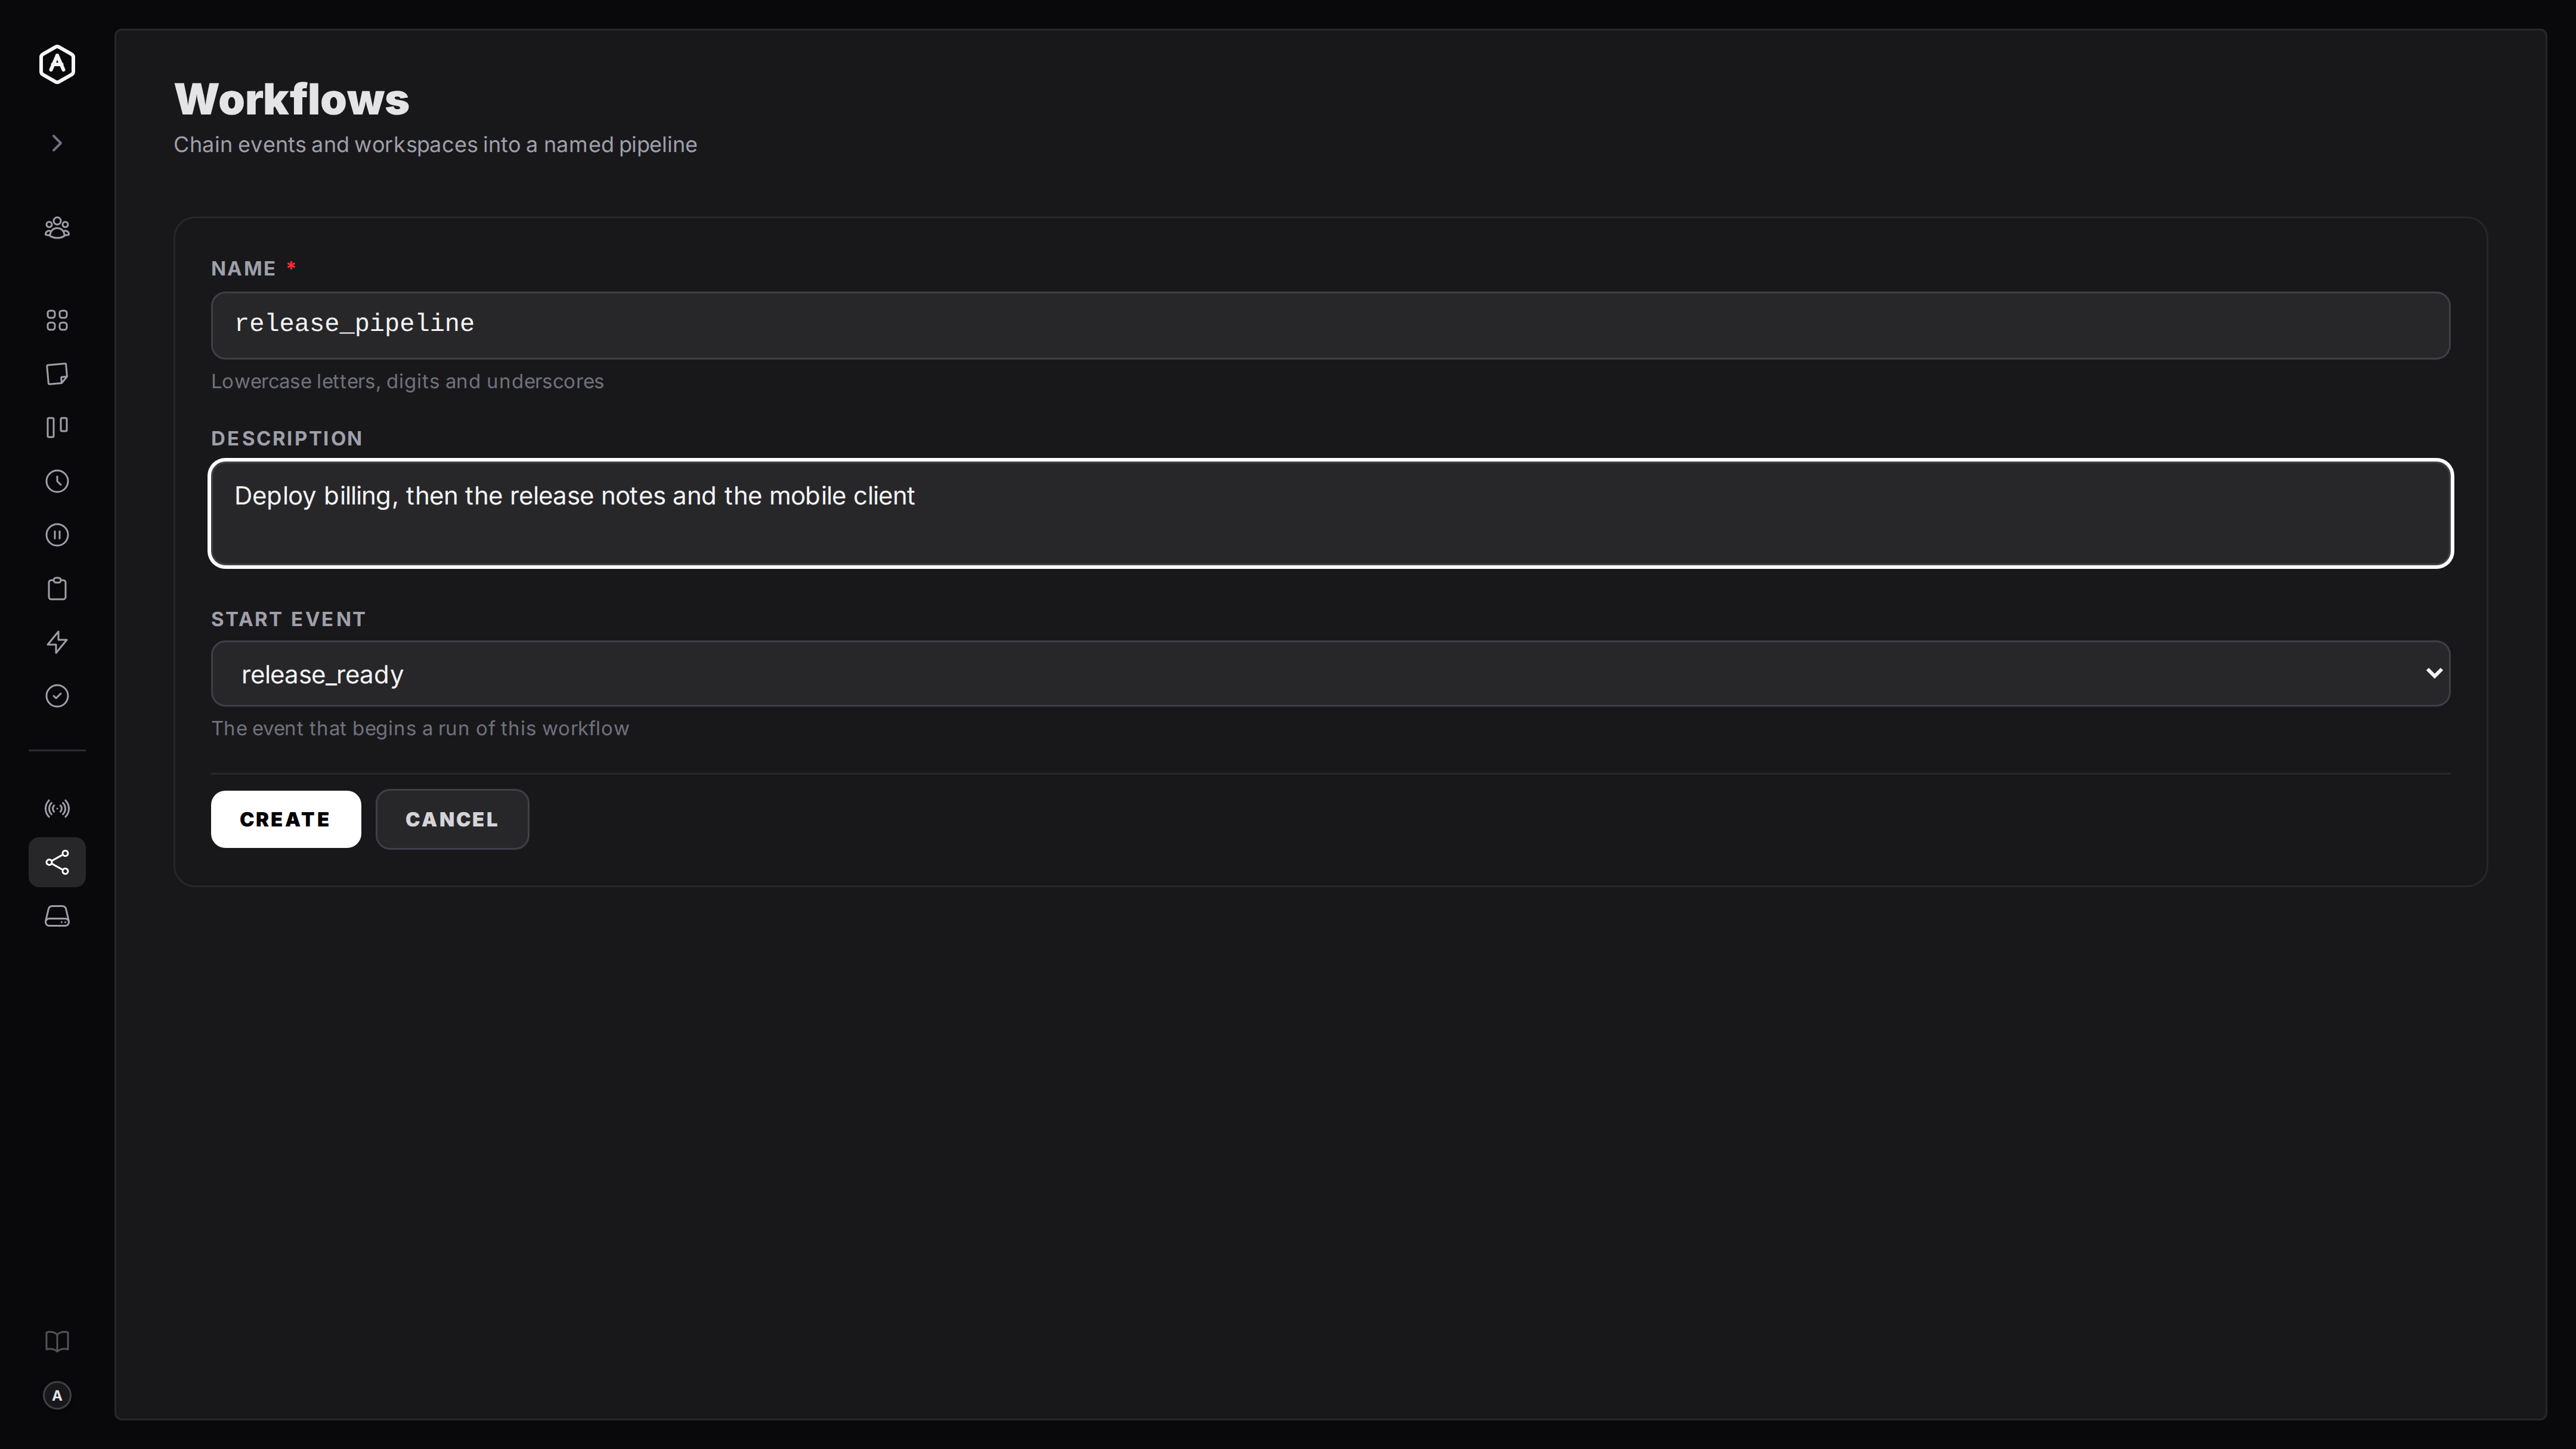 A
Workflows
Chain events and workspaces into a named pipeline
NAME *
release_pipeline
Lowercase letters, digits and underscores
DESCRIPTION
Deploy billing, then the release notes and the mobile client
START EVENT
release_ready
The event that begins a run of this workflow
CREATE
CANCEL
A